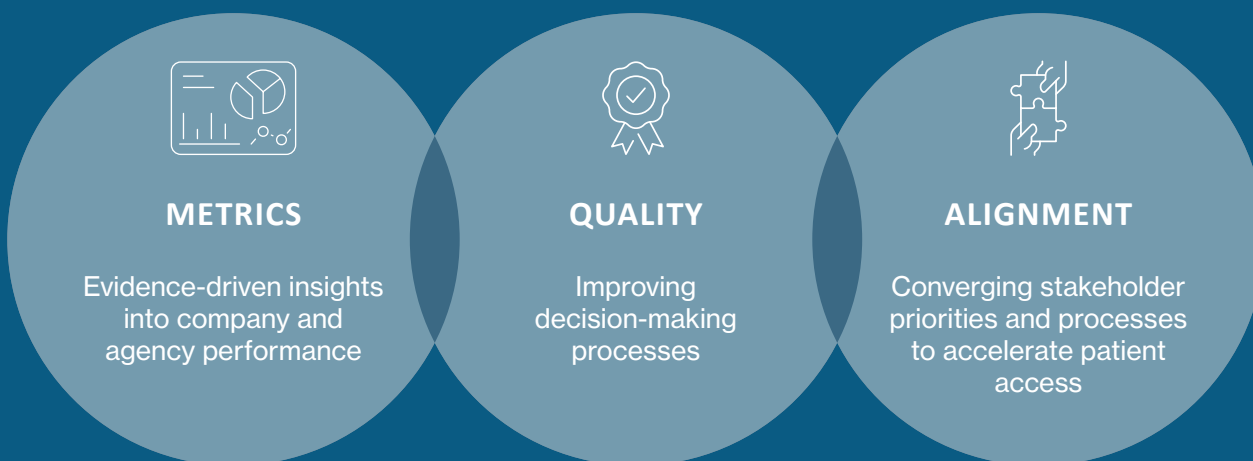 METRICS
Evidence-driven insights
into company and
agency performance
QUALITY
Improving
decision-making
processes
ALIGNMENT
Converging stakeholder
priorities and processes
to accelerate patient
access